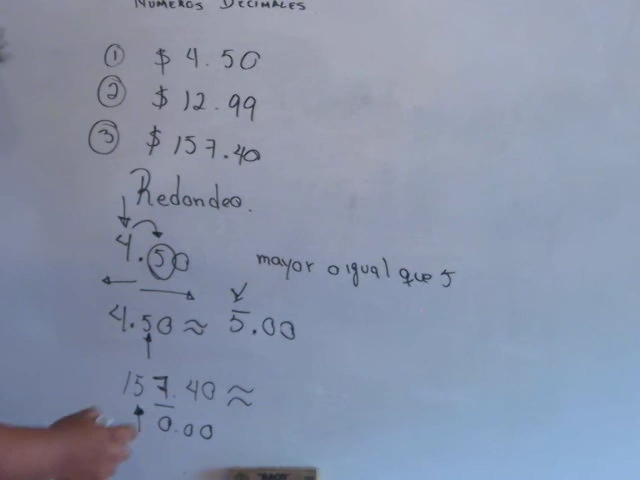 NUMEROS DECIMALES
① $ 4.50
② $ 12.99
③ $ 157.40
Redondeo.
4.50
mayor o igual que 5
4.50 ≈ 5.00
157.40 ≈
0.00